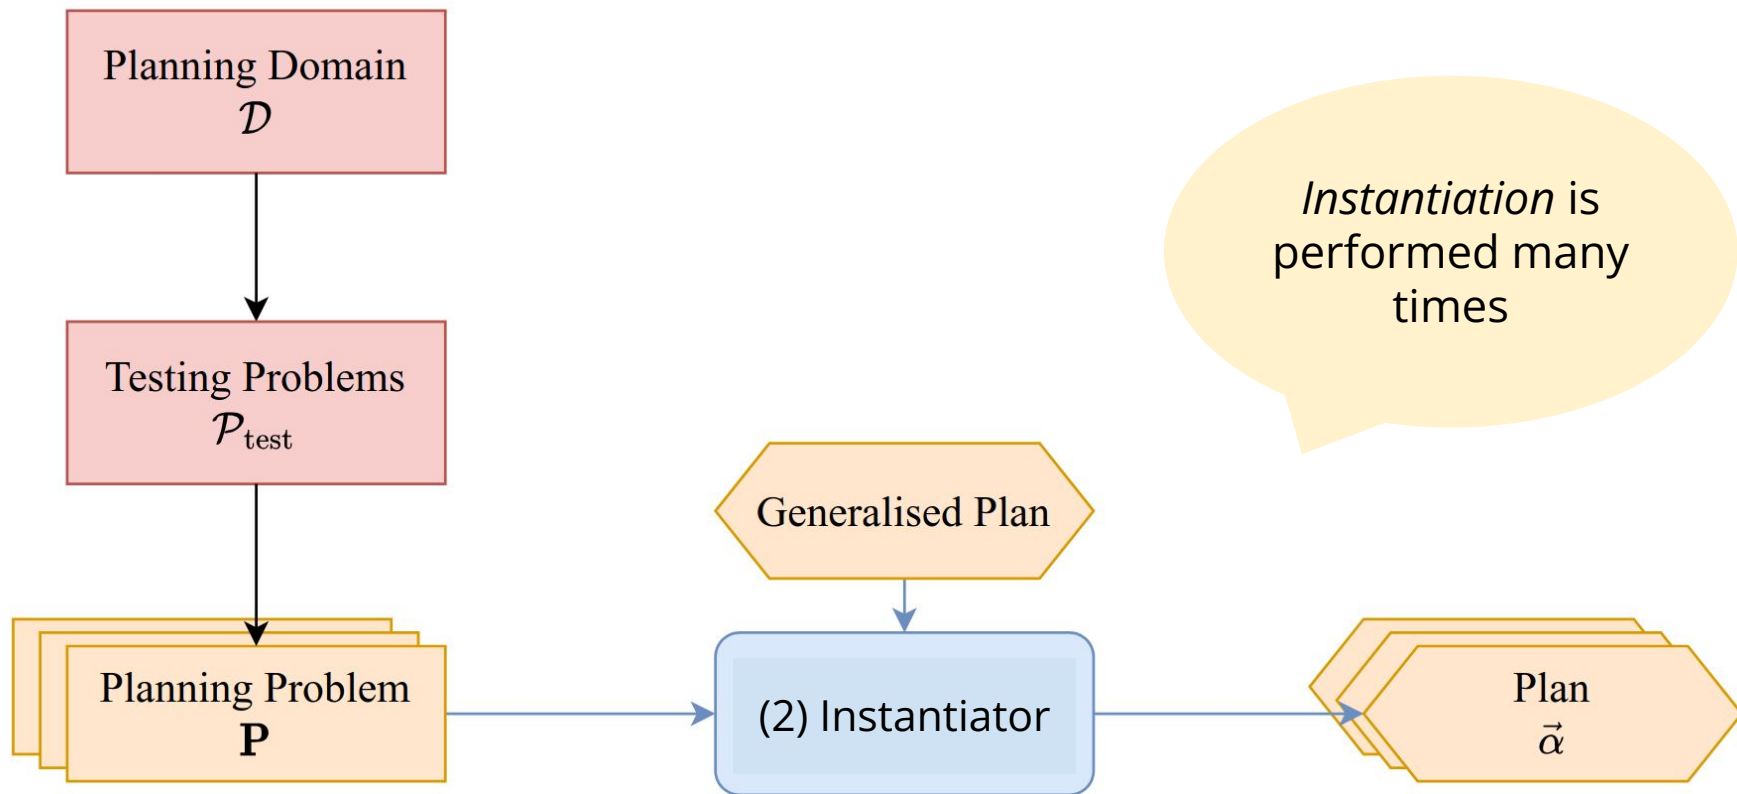 Planning Domain
𝒟
Instantiation is
performed many
times
Testing Problems
𝒫test
Generalised Plan
Planning Problem
P
(2) Instantiator
Plan
α⃗